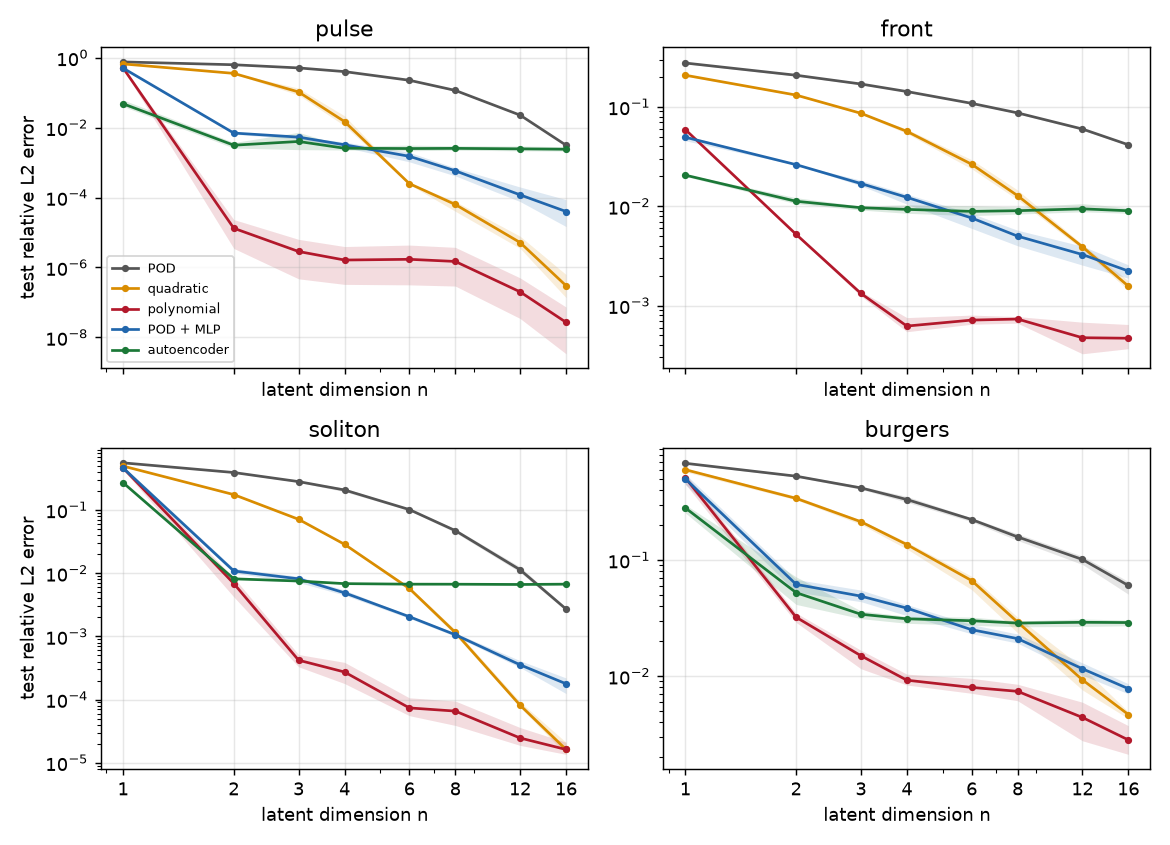 pulse
front
test relative L2 error
10^0
10^-2
10^-4
10^-6
10^-8
POD
quadratic
polynomial
POD + MLP
autoencoder
latent dimension n
10^-1
10^-2
10^-3
latent dimension n
soliton
burgers
test relative L2 error
10^-1
10^-2
10^-3
10^-4
10^-5
1 2 3 4 6 8 12 16
latent dimension n
10^-1
10^-2
1 2 3 4 6 8 12 16
latent dimension n